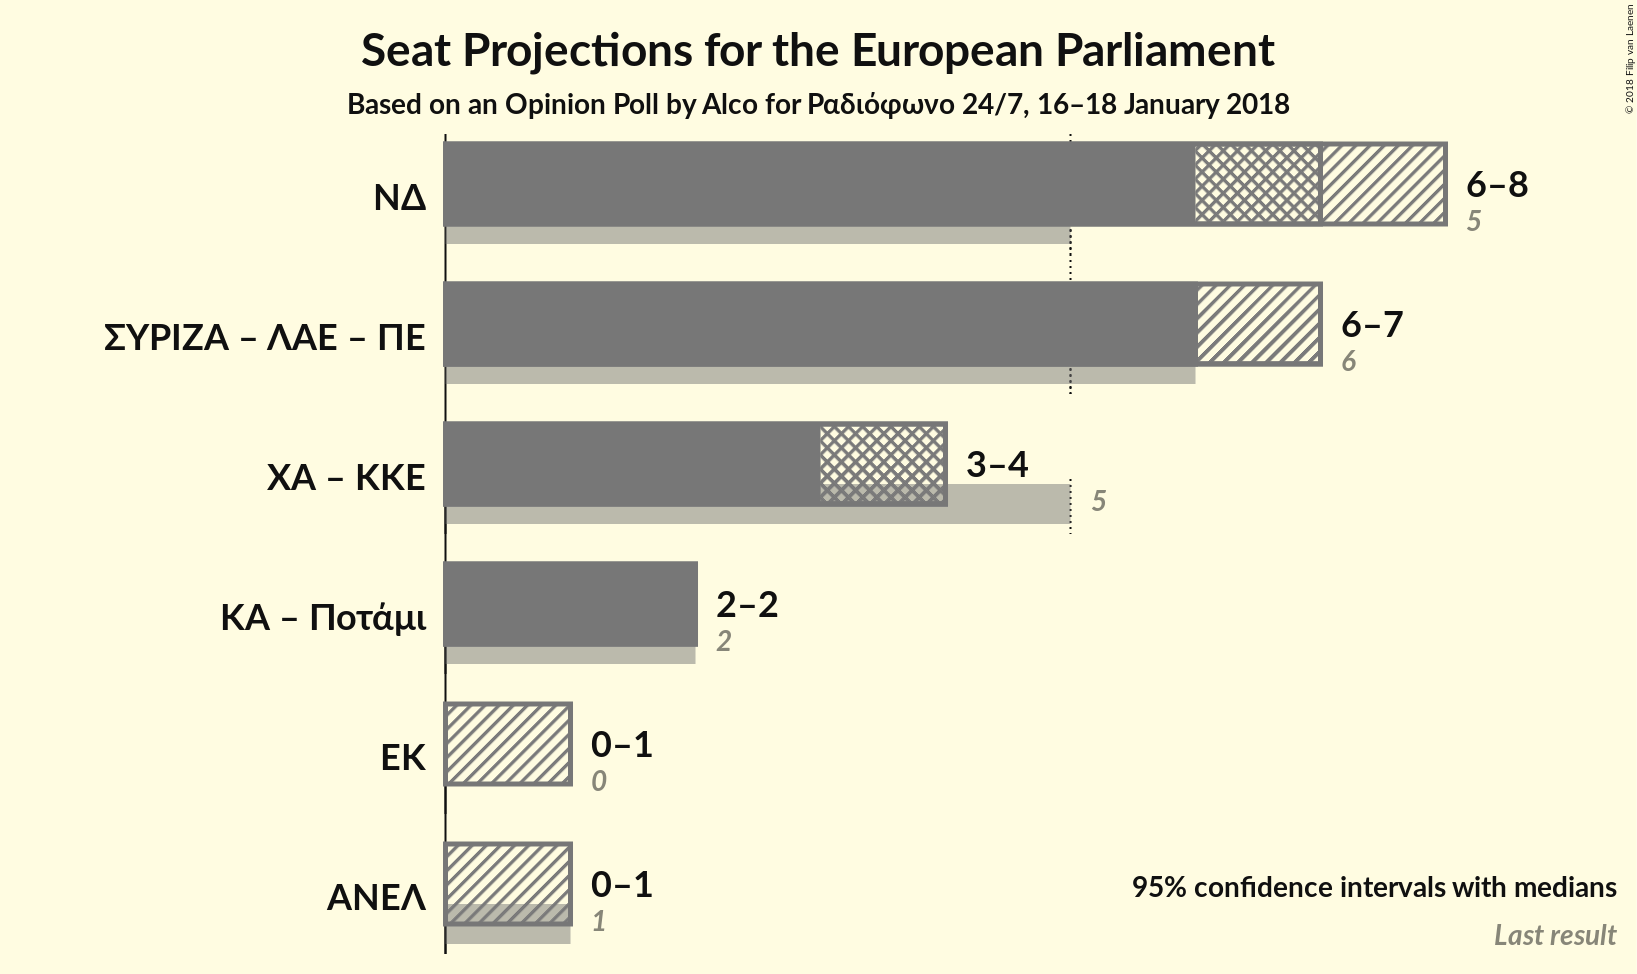 Seat Projections for the European Parliament
Based on an Opinion Poll by Alco for Ραδιόφωνο 24/7, 16–18 January 2018
© 2018 Filip van Laenen
ΝΔ
6–8
5
ΣΥΡΙΖΑ – ΛΑΕ – ΠΕ
6–7
6
ΧΑ – ΚΚΕ
3–4
5
ΚΑ – Ποτάμι
2–2
2
ΕΚ
0–1
0
ΑΝΕΛ
0–1
1
95% confidence intervals with medians
Last result